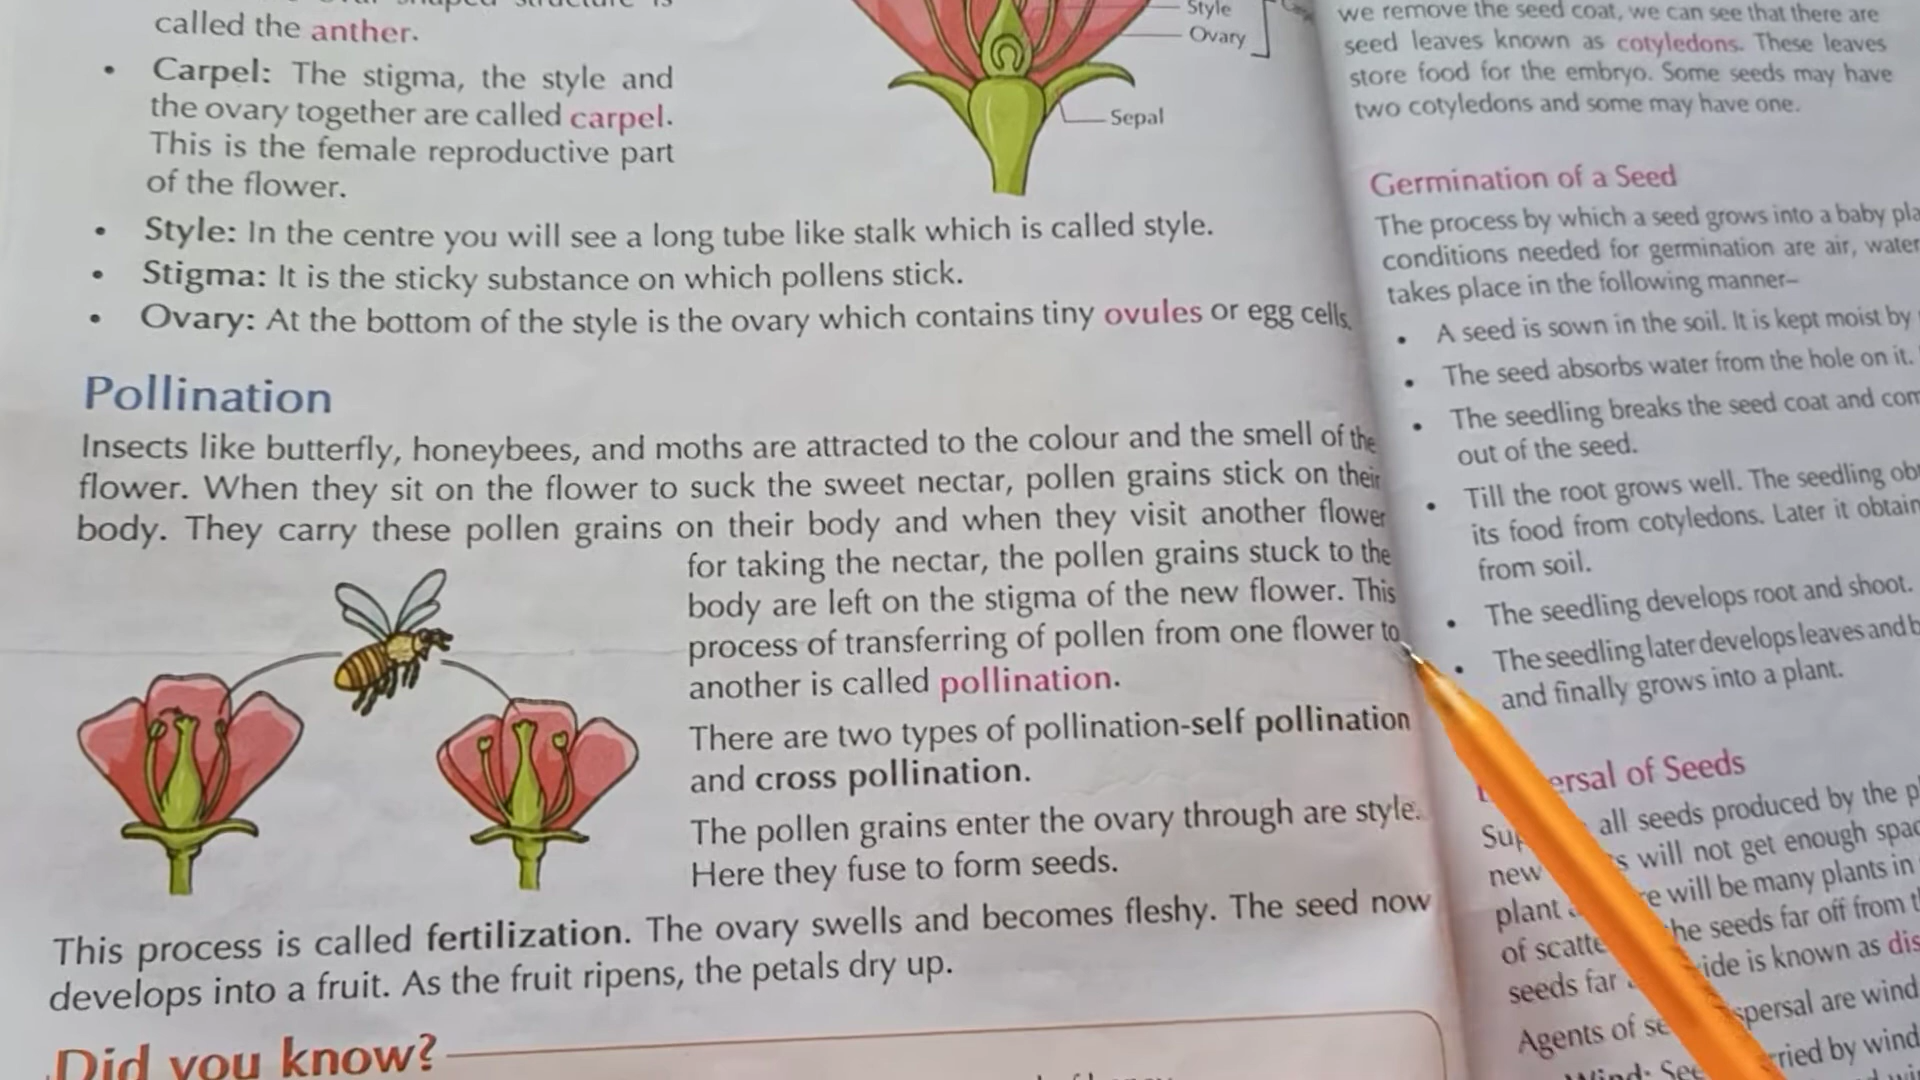 called the anther.
• Carpel: The stigma, the style and
the ovary together are called carpel.
This is the female reproductive part
of the flower.
Style
Ovary
Sepal
• Style: In the centre you will see a long tube like stalk which is called style.
• Stigma: It is the sticky substance on which pollens stick.
• Ovary: At the bottom of the style is the ovary which contains tiny ovules or egg cells.
Pollination
Insects like butterfly, honeybees, and moths are attracted to the colour and the smell of the
flower. When they sit on the flower to suck the sweet nectar, pollen grains stick on their
body. They carry these pollen grains on their body and when they visit another flower
for taking the nectar, the pollen grains stuck to the
body are left on the stigma of the new flower. This
process of transferring of pollen from one flower to
another is called pollination.
There are two types of pollination-self pollination
and cross pollination.
The pollen grains enter the ovary through are style.
Here they fuse to form seeds.
This process is called fertilization. The ovary swells and becomes fleshy. The seed now
develops into a fruit. As the fruit ripens, the petals dry up.
Did you know?
we remove the seed coat, we can see that there are
seed leaves known as cotyledons. These leaves
store food for the embryo. Some seeds may have
two cotyledons and some may have one.
Germination of a Seed
The process by which a seed grows into a baby
conditions needed for germination are air, water
takes place in the following manner–
• A seed is sown in the soil. It is kept moist by
• The seed absorbs water from the hole on it.
• The seedling breaks the seed coat and
out of the seed.
• Till the root grows well. The seedling
its food from cotyledons. Later it
from soil.
• The seedling develops root and shoot.
• The seedling later develops leaves and
and finally grows into a plant.
of Seeds
all seeds produced by the
new will not get enough
plant will be many plants in
of the seeds far off from
seeds far is known as
Agents of are wind
by wind